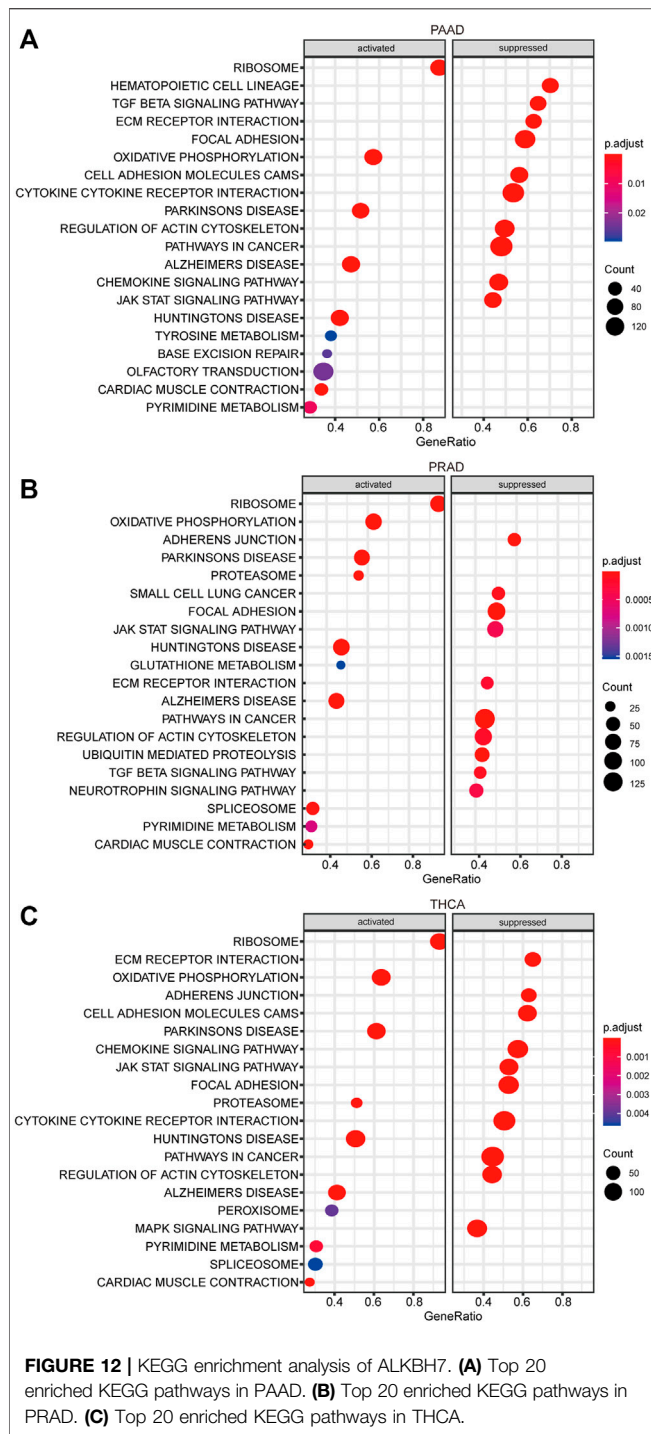 A
PAAD
activated
suppressed
RIBOSOME
HEMATOPOIETIC CELL LINEAGE
TGF BETA SIGNALING PATHWAY
ECM RECEPTOR INTERACTION
FOCAL ADHESION
OXIDATIVE PHOSPHORYLATION
CELL ADHESION MOLECULES CAMS
CYTOKINE CYTOKINE RECEPTOR INTERACTION
PARKINSONS DISEASE
REGULATION OF ACTIN CYTOSKELETON
PATHWAYS IN CANCER
ALZHEIMERS DISEASE
CHEMOKINE SIGNALING PATHWAY
JAK STAT SIGNALING PATHWAY
HUNTINGTONS DISEASE
TYROSINE METABOLISM
BASE EXCISION REPAIR
OLFACTORY TRANSDUCTION
CARDIAC MUSCLE CONTRACTION
PYRIMIDINE METABOLISM
0.4 0.6 0.8 0.4 0.6 0.8
GeneRatio
p.adjust
0.01
0.02
Count
40
80
120
B
PRAD
activated
suppressed
RIBOSOME
OXIDATIVE PHOSPHORYLATION
ADHERENS JUNCTION
PARKINSONS DISEASE
PROTEASOME
SMALL CELL LUNG CANCER
FOCAL ADHESION
JAK STAT SIGNALING PATHWAY
HUNTINGTONS DISEASE
GLUTATHIONE METABOLISM
ECM RECEPTOR INTERACTION
ALZHEIMERS DISEASE
PATHWAYS IN CANCER
REGULATION OF ACTIN CYTOSKELETON
UBIQUITIN MEDIATED PROTEOLYSIS
TGF BETA SIGNALING PATHWAY
NEUROTROPHIN SIGNALING PATHWAY
SPLICEOSOME
PYRIMIDINE METABOLISM
CARDIAC MUSCLE CONTRACTION
0.4 0.6 0.8 0.4 0.6 0.8
GeneRatio
p.adjust
0.0005
0.0010
0.0015
Count
25
50
75
100
125
C
THCA
activated
suppressed
RIBOSOME
ECM RECEPTOR INTERACTION
OXIDATIVE PHOSPHORYLATION
ADHERENS JUNCTION
CELL ADHESION MOLECULES CAMS
PARKINSONS DISEASE
CHEMOKINE SIGNALING PATHWAY
JAK STAT SIGNALING PATHWAY
FOCAL ADHESION
PROTEASOME
CYTOKINE CYTOKINE RECEPTOR INTERACTION
HUNTINGTONS DISEASE
PATHWAYS IN CANCER
REGULATION OF ACTIN CYTOSKELETON
ALZHEIMERS DISEASE
PEROXISOME
MAPK SIGNALING PATHWAY
PYRIMIDINE METABOLISM
SPLICEOSOME
CARDIAC MUSCLE CONTRACTION
0.4 0.6 0.8 0.4 0.6 0.8
GeneRatio
p.adjust
0.001
0.002
0.003
0.004
Count
50
100
FIGURE 12 | KEGG enrichment analysis of ALKBH7. (A) Top 20
enriched KEGG pathways in PAAD. (B) Top 20 enriched KEGG pathways in
PRAD. (C) Top 20 enriched KEGG pathways in THCA.